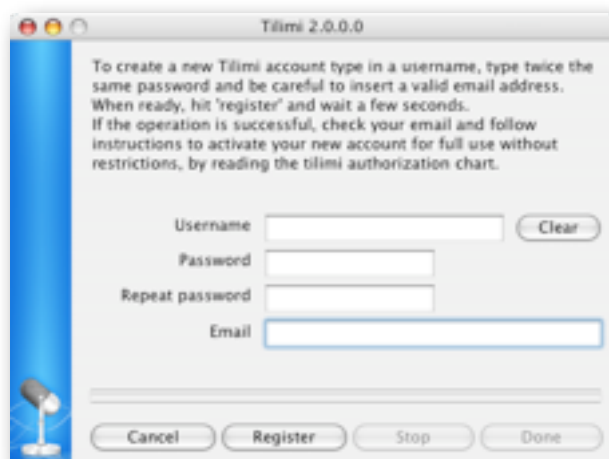 Tilimi 2.0.0.0
To create a new Tilimi account type in a username, type twice the
same password and be careful to insert a valid email address.
When ready, hit 'register' and wait a few seconds.
If the operation is successful, check your email and follow
instructions to activate your new account for full use without
restrictions, by reading the tilimi authorization chart.
Username
Clear
Password
Repeat password
Email
Cancel Register Stop Done